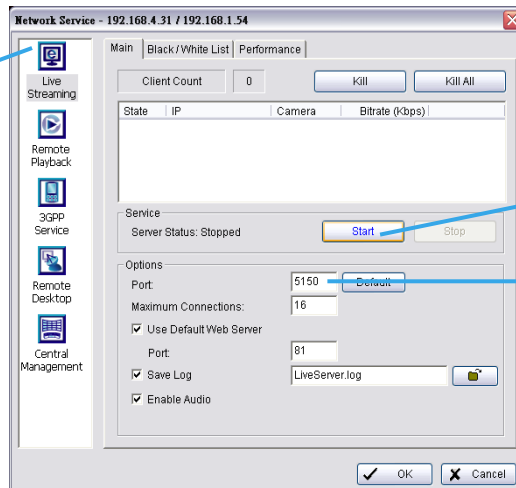 Network Service - 192.168.4.31 / 192.168.1.54
Live
Streaming
Remote
Playback
3GPP
Service
Remote
Desktop
Central
Management
Main Black/White List Performance
Client Count 0 Kill Kill All
State IP Camera Bitrate (Kbps)
Service
Server Status: Stopped Start Stop
Options
Port: 5150 Default
Maximum Connections: 16
Use Default Web Server
Port: 81
Save Log LiveServer.log
Enable Audio
OK Cancel